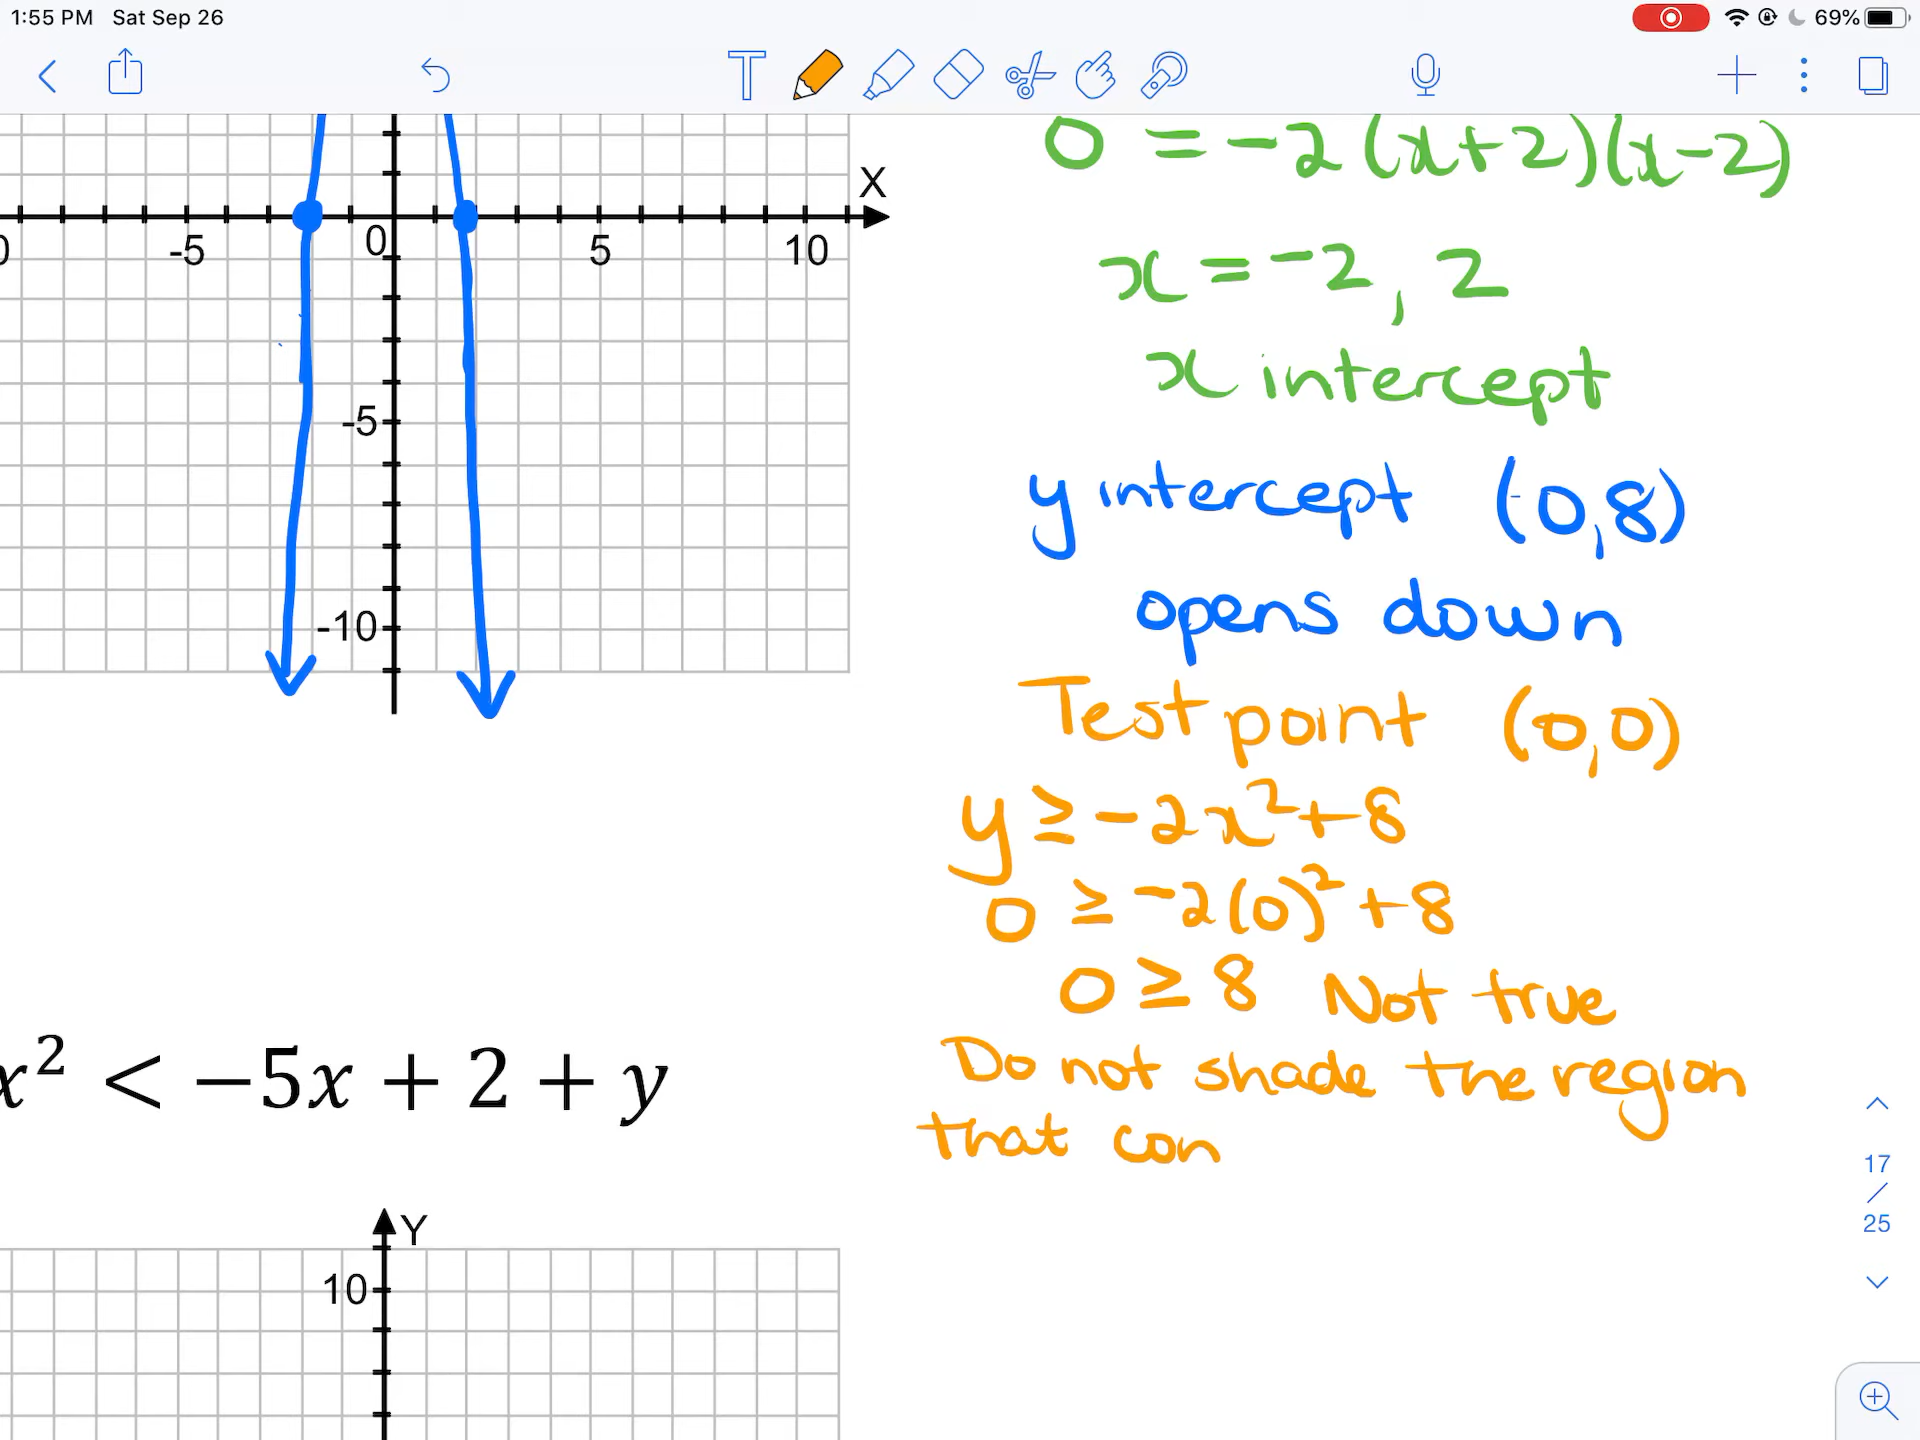 1:55 PM Sat Sep 26
69%
T
0 = -2(x+2)(x-2)
X
-5 0 5 10
x = -2, 2
x intercept
-5
y intercept (0,8)
opens down
-10
Test point (0,0)
y ≥ -2x²+8
0 ≥ -2(0)²+8
0 ≥ 8 Not true
Do not shade the region
that con
x² < −5x + 2 + y
17
/
25
Y
10